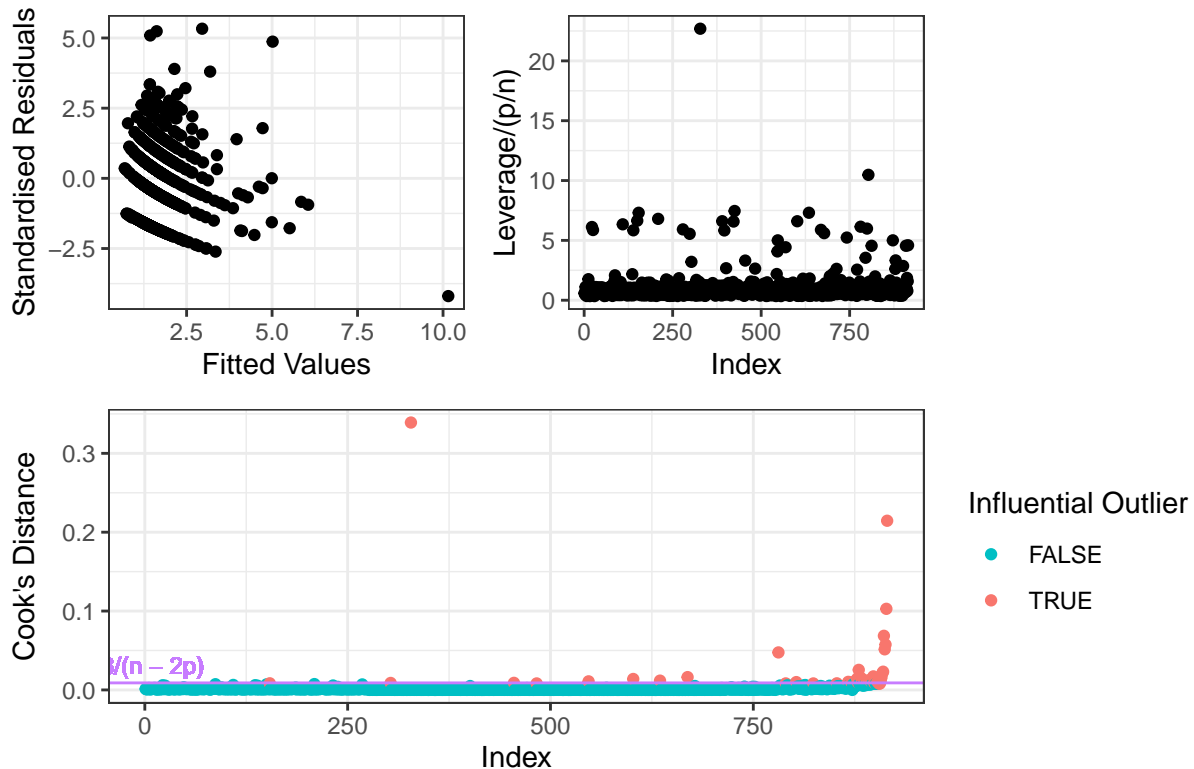 Standardised Residuals
5.0
2.5
0.0
−2.5
2.5
5.0
7.5
10.0
Fitted Values
Leverage/(p/n)
20
15
10
5
0
0
250
500
750
Index
Cook's Distance
0.3
0.2
0.1
0.0
/(n − 2p)
0
250
500
750
Index
Influential Outlier
FALSE
TRUE